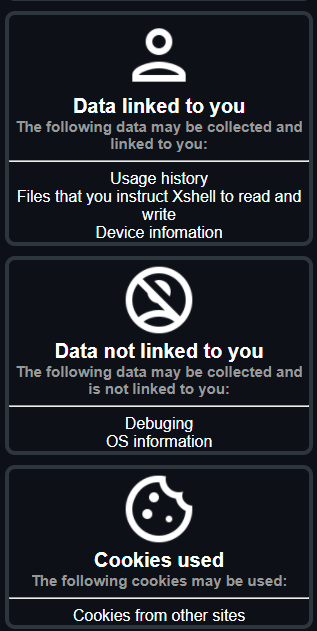 Data linked to you
The following data may be collected and
linked to you:
Usage history
Files that you instruct Xshell to read and
write
Device infomation
Data not linked to you
The following data may be collected and
is not linked to you:
Debuging
OS information
Cookies used
The following cookies may be used:
Cookies from other sites